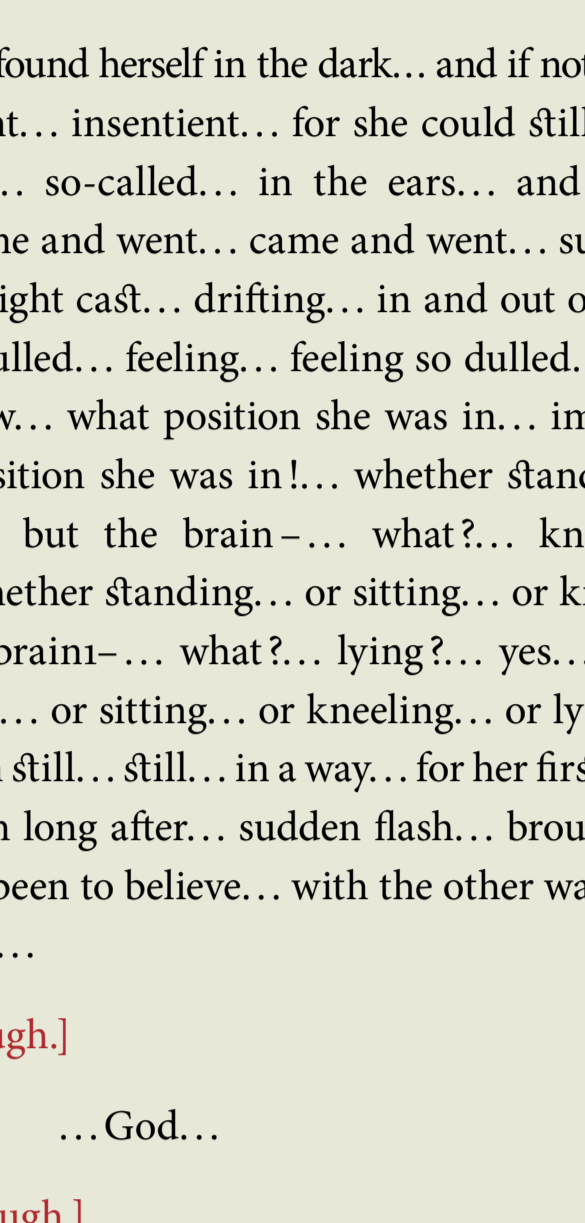 found herself in the dark… and if not
nt… insentient… for she could still
… so-called… in the ears… and
me and went… came and went… su
ight cast… drifting… in and out o
ulled… feeling… feeling so dulled…
w… what position she was in… im
sition she was in !… whether stand
but the brain – … what ?… kn
hether standing… or sitting… or k
brain1– … what ?… lying ?… yes…
… or sitting… or kneeling… or ly
still… still… in a way… for her firs
n long after… sudden flash… brou
been to believe… with the other wa
…
ugh.]
…God…
ugh.]